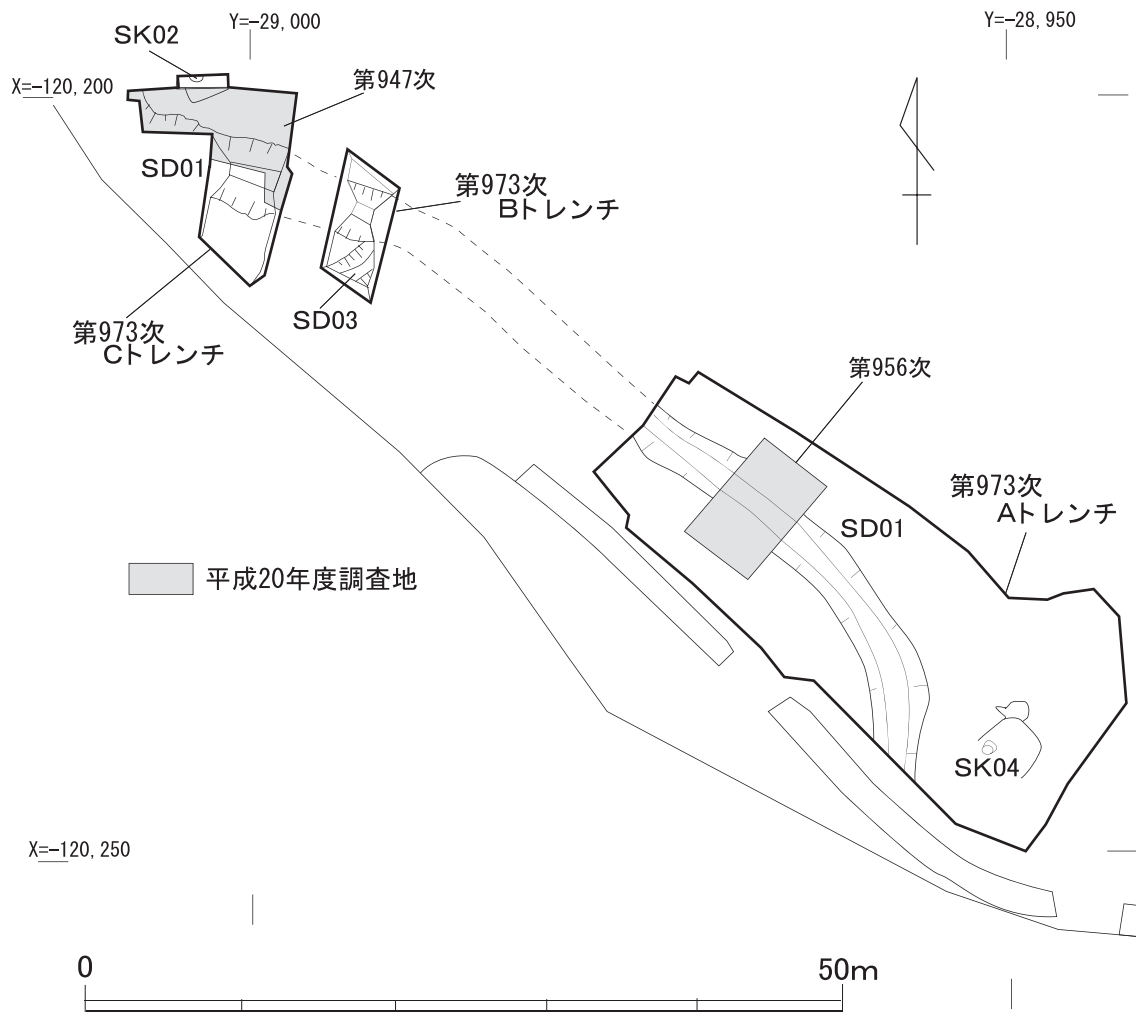 Y=-29,000
Y=-28,950
SK02
X=-120,200
第947次
SD01
第973次
Bトレンチ
SD03
第973次
Cトレンチ
第956次
第973次
Aトレンチ
SD01
平成20年度調査地
SK04
X=-120,250
0
50m